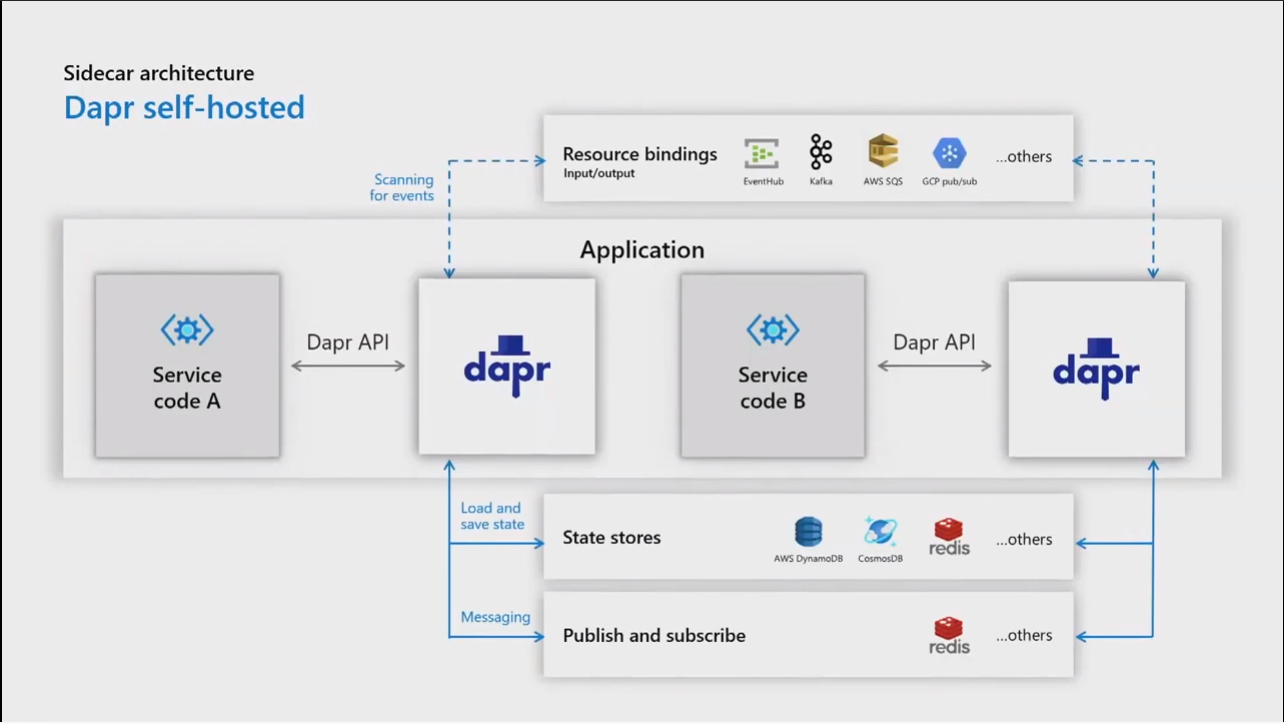 Sidecar architecture
Dapr self-hosted
Resource bindings
Input/output
EventHub
Kafka
AWS SQS
GCP pub/sub
...others
Scanning
for events
Application
Service
code A
Dapr API
dapr
Service
code B
Dapr API
dapr
Load and
save state
State stores
AWS DynamoDB
CosmosDB
redis
...others
Messaging
Publish and subscribe
redis
...others